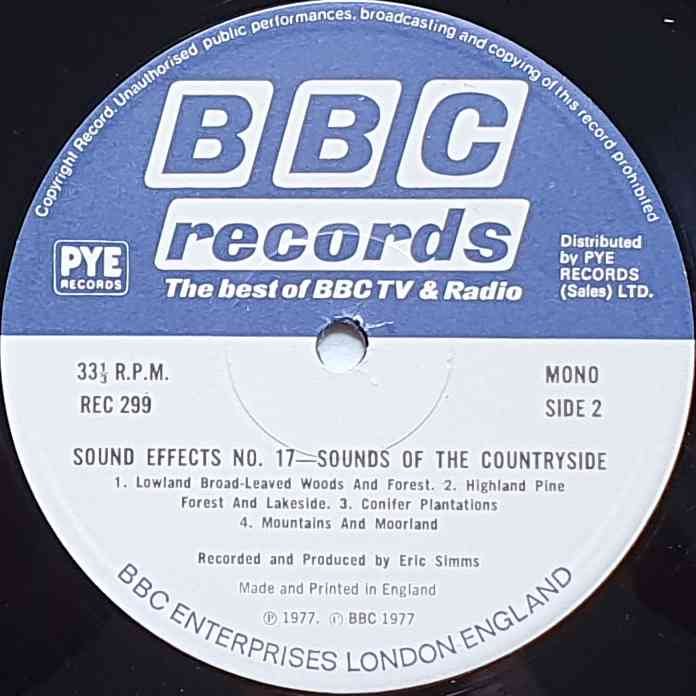 Copyright Record. Unauthorised public performances, broadcasting and copying of this record prohibited
BBC
records
The best of BBC TV & Radio
PYE
RECORDS
Distributed
by PYE
RECORDS
(Sales) LTD.
33⅓ R.P.M.
REC 299
MONO
SIDE 2
SOUND EFFECTS NO. 17—SOUNDS OF THE COUNTRYSIDE
1. Lowland Broad-Leaved Woods And Forest. 2. Highland Pine
Forest And Lakeside. 3. Conifer Plantations
4. Mountains And Moorland
Recorded and Produced by Eric Simms
Made and Printed in England
℗ 1977. © BBC 1977
BBC ENTERPRISES LONDON ENGLAND